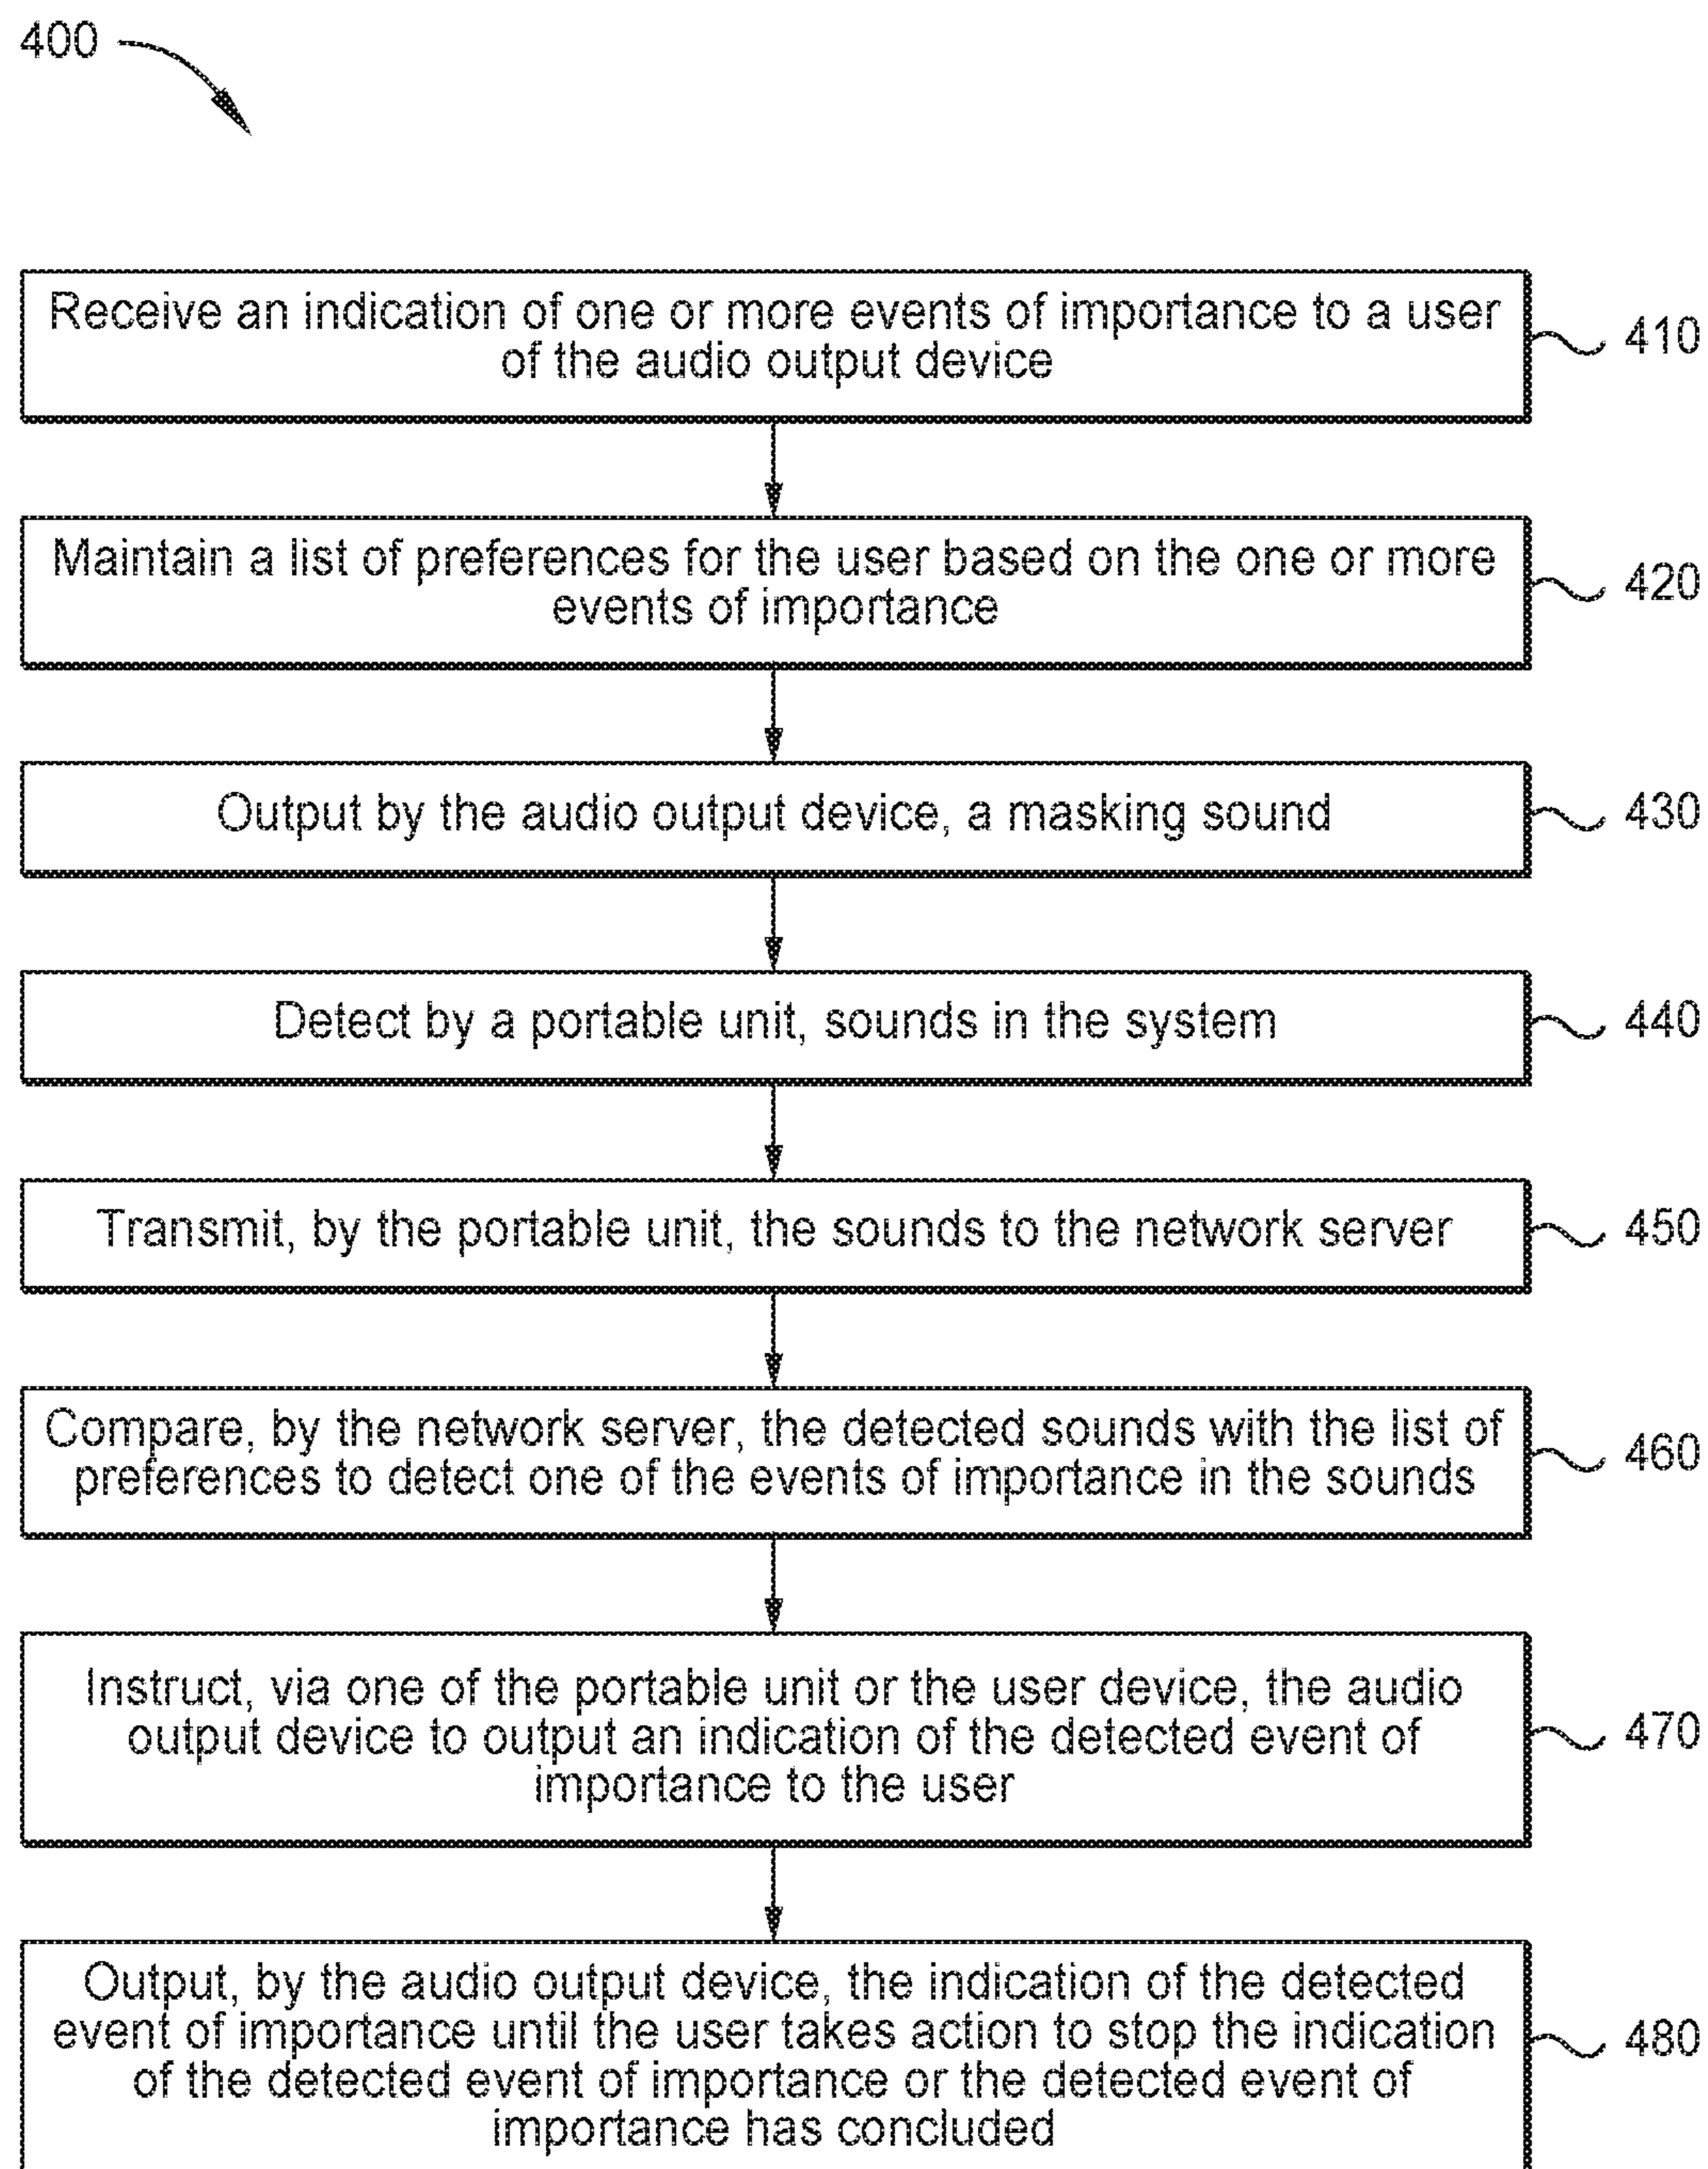 400
Receive an indication of one or more events of importance to a user
of the audio output device
410
Maintain a list of preferences for the user based on the one or more
events of importance
420
Output by the audio output device, a masking sound
430
Detect by a portable unit, sounds in the system
440
Transmit, by the portable unit, the sounds to the network server
450
Compare, by the network server, the detected sounds with the list of
preferences to detect one of the events of importance in the sounds
460
Instruct, via one of the portable unit or the user device, the audio
output device to output an indication of the detected event of
importance to the user
470
Output, by the audio output device, the indication of the detected
event of importance until the user takes action to stop the indication
of the detected event of importance or the detected event of
importance has concluded
480